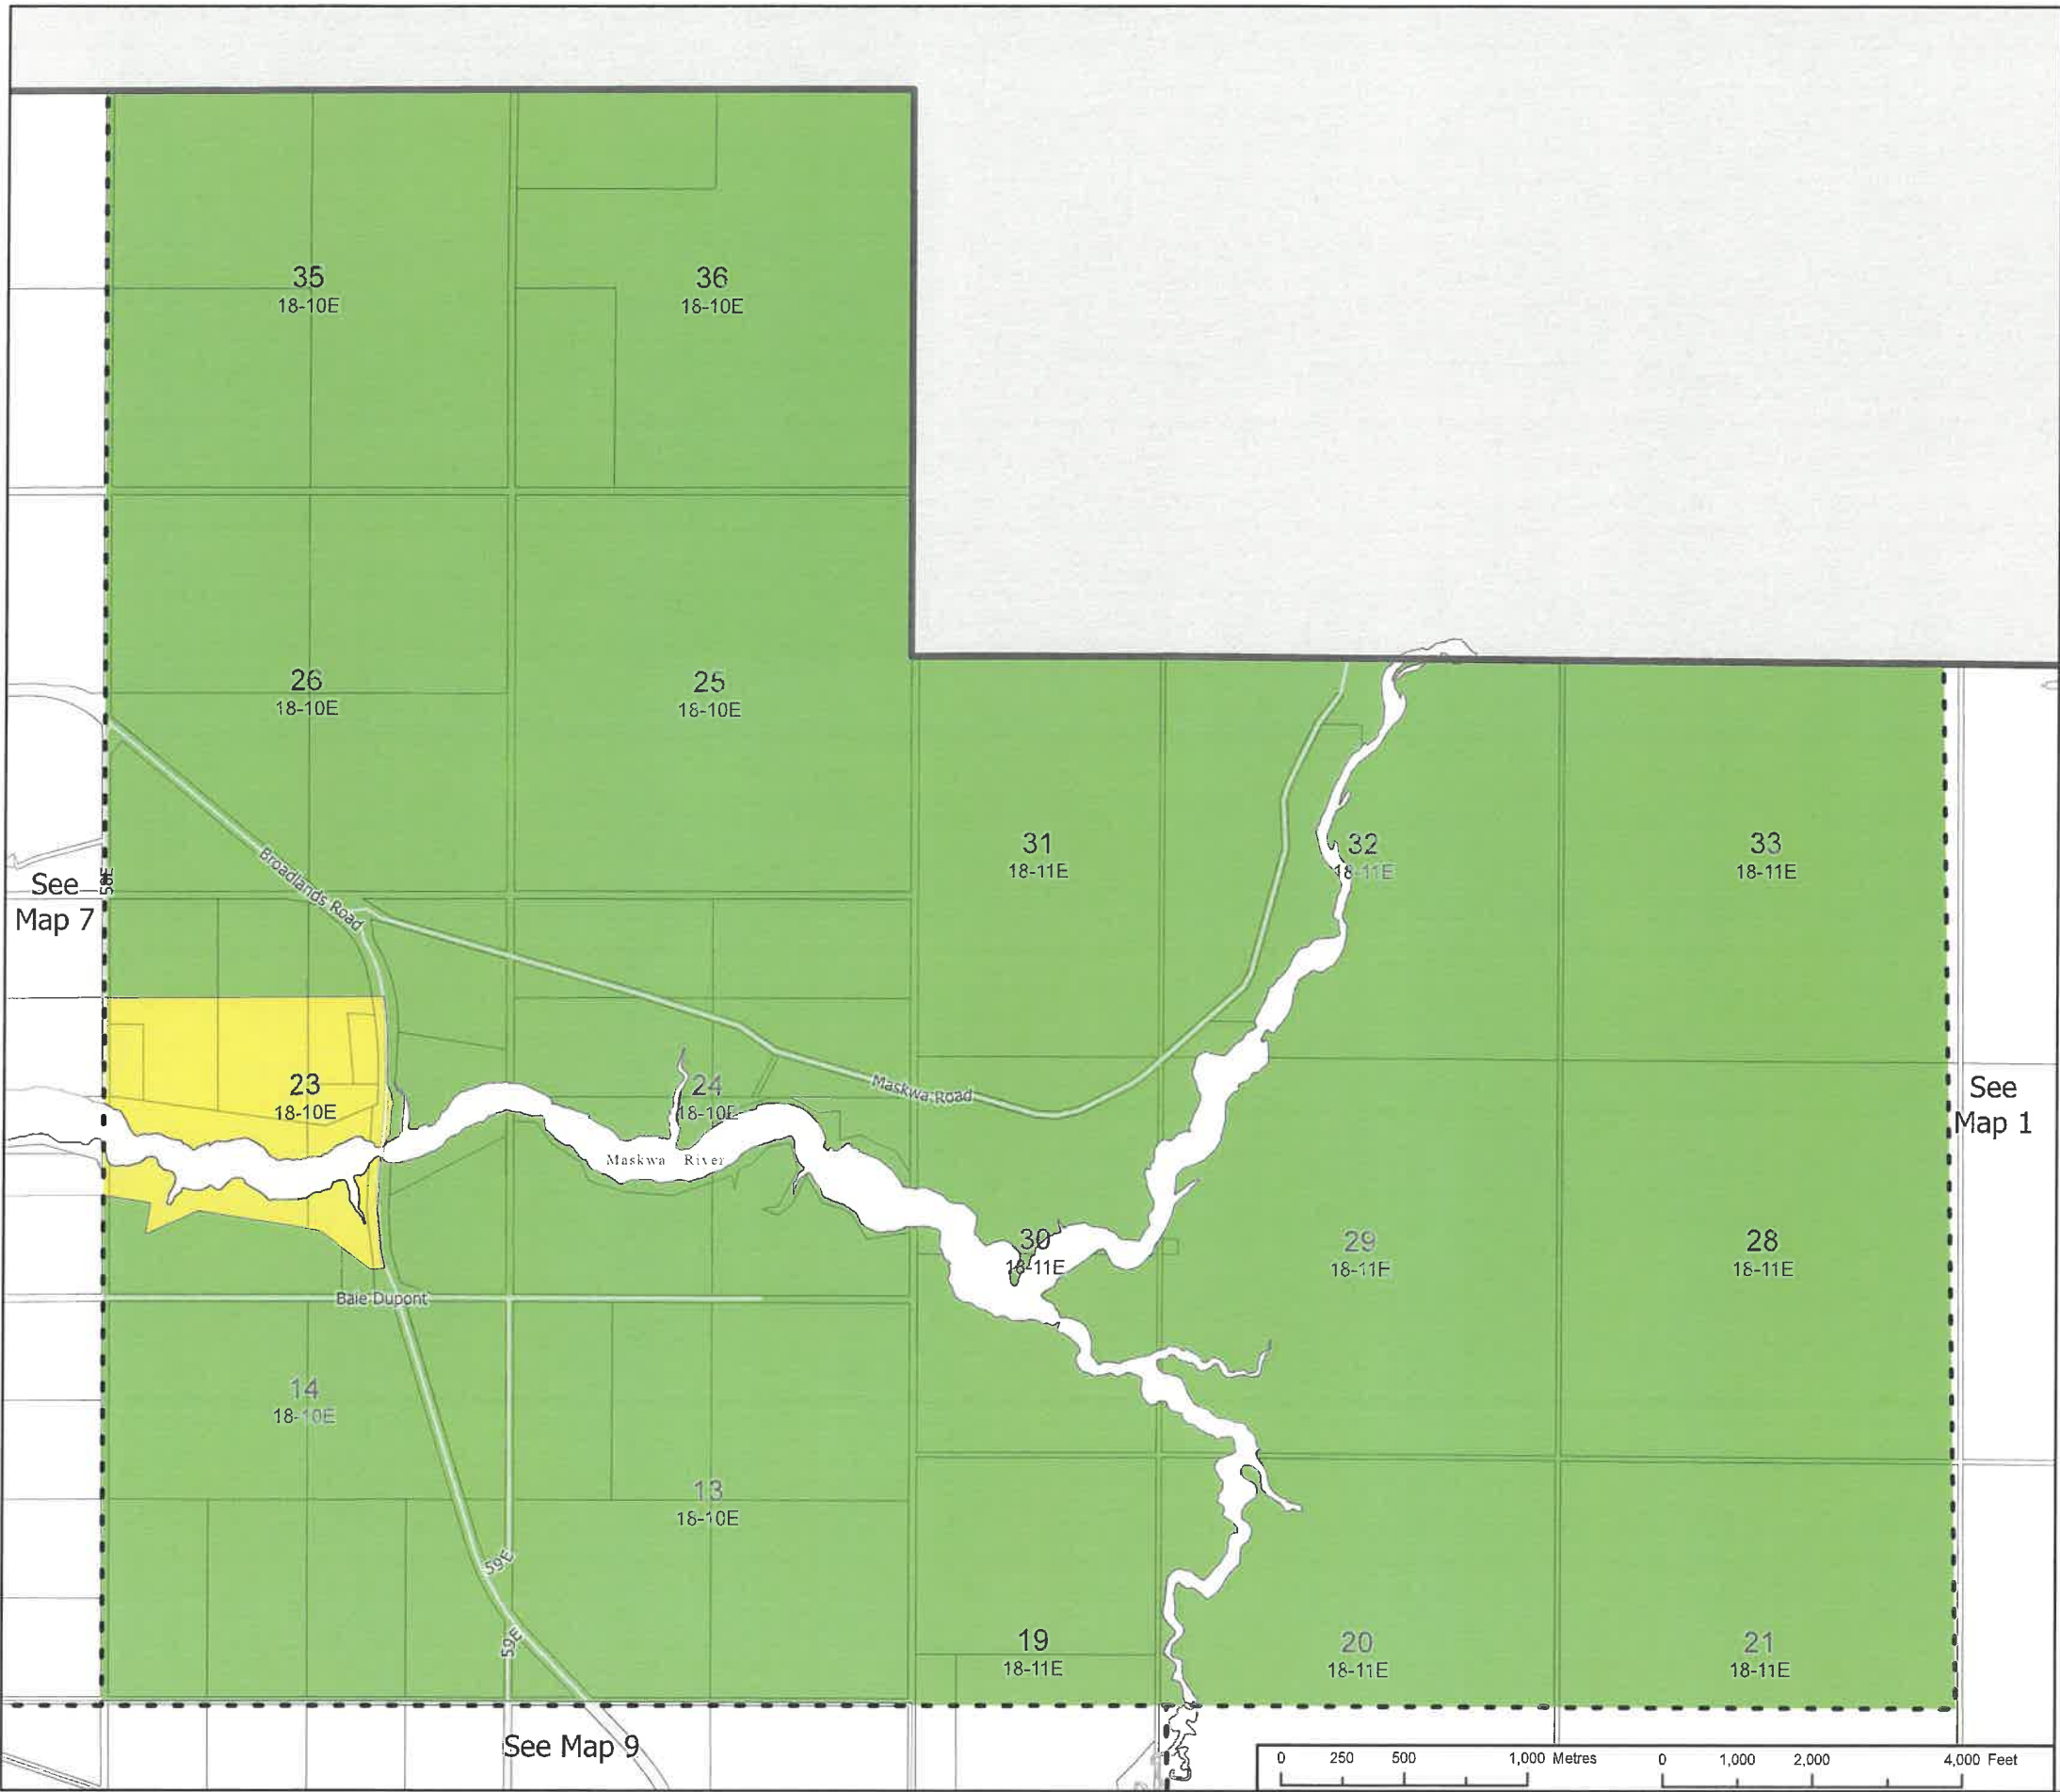 35
18-10E
36
18-10E
26
18-10E
25
18-10E
31
18-11E
32
18-11E
33
18-11E
Broadlands Road
58E
See
Map 7
23
18-10E
24
18-10E
Maskwa Road
See
Map 1
Maskwa River
30
18-11E
29
18-11E
28
18-11E
Baie Dupont
14
18-10E
13
18-10E
59E
59E
19
18-11E
20
18-11E
21
18-11E
See Map 9
0 250 500 1,000 Metres
0 1,000 2,000 4,000 Feet